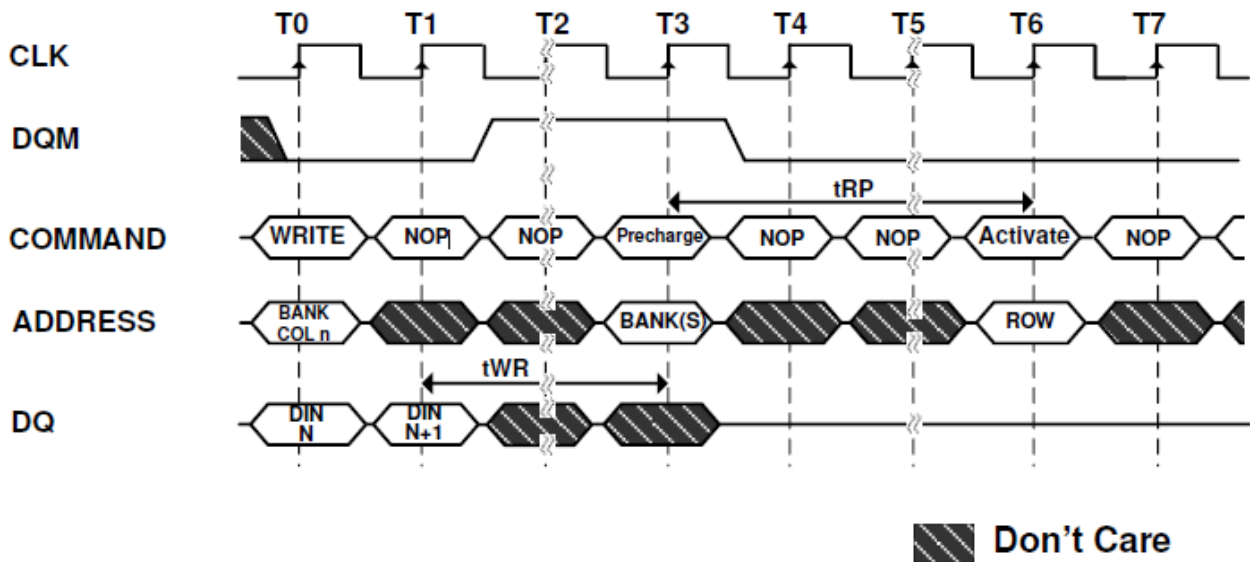 T0 T1 T2 T3 T4 T5 T6 T7
CLK
DQM
tRP
COMMAND WRITE NOP NOP Precharge NOP NOP Activate NOP
ADDRESS BANK COL n BANK(S) ROW
tWR
DQ DIN N DIN N+1
Don't Care